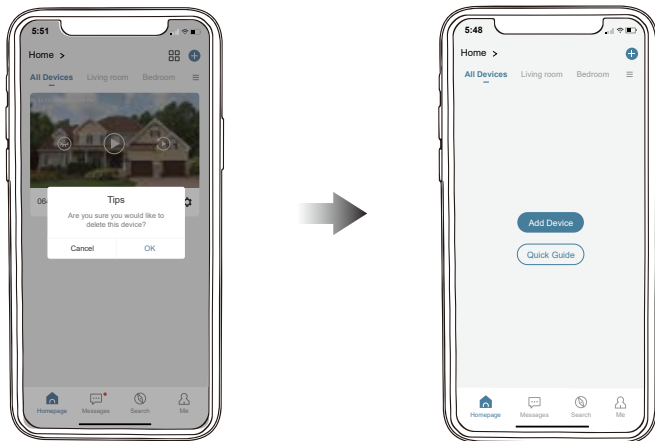 5:51
Home >
All Devices Living room Bedroom
064
Tips
Are you sure you would like to
delete this device?
Cancel OK
Homepage Messages Search Me
5:48
Home >
All Devices Living room Bedroom
Add Device
Quick Guide
Homepage Messages Search Me